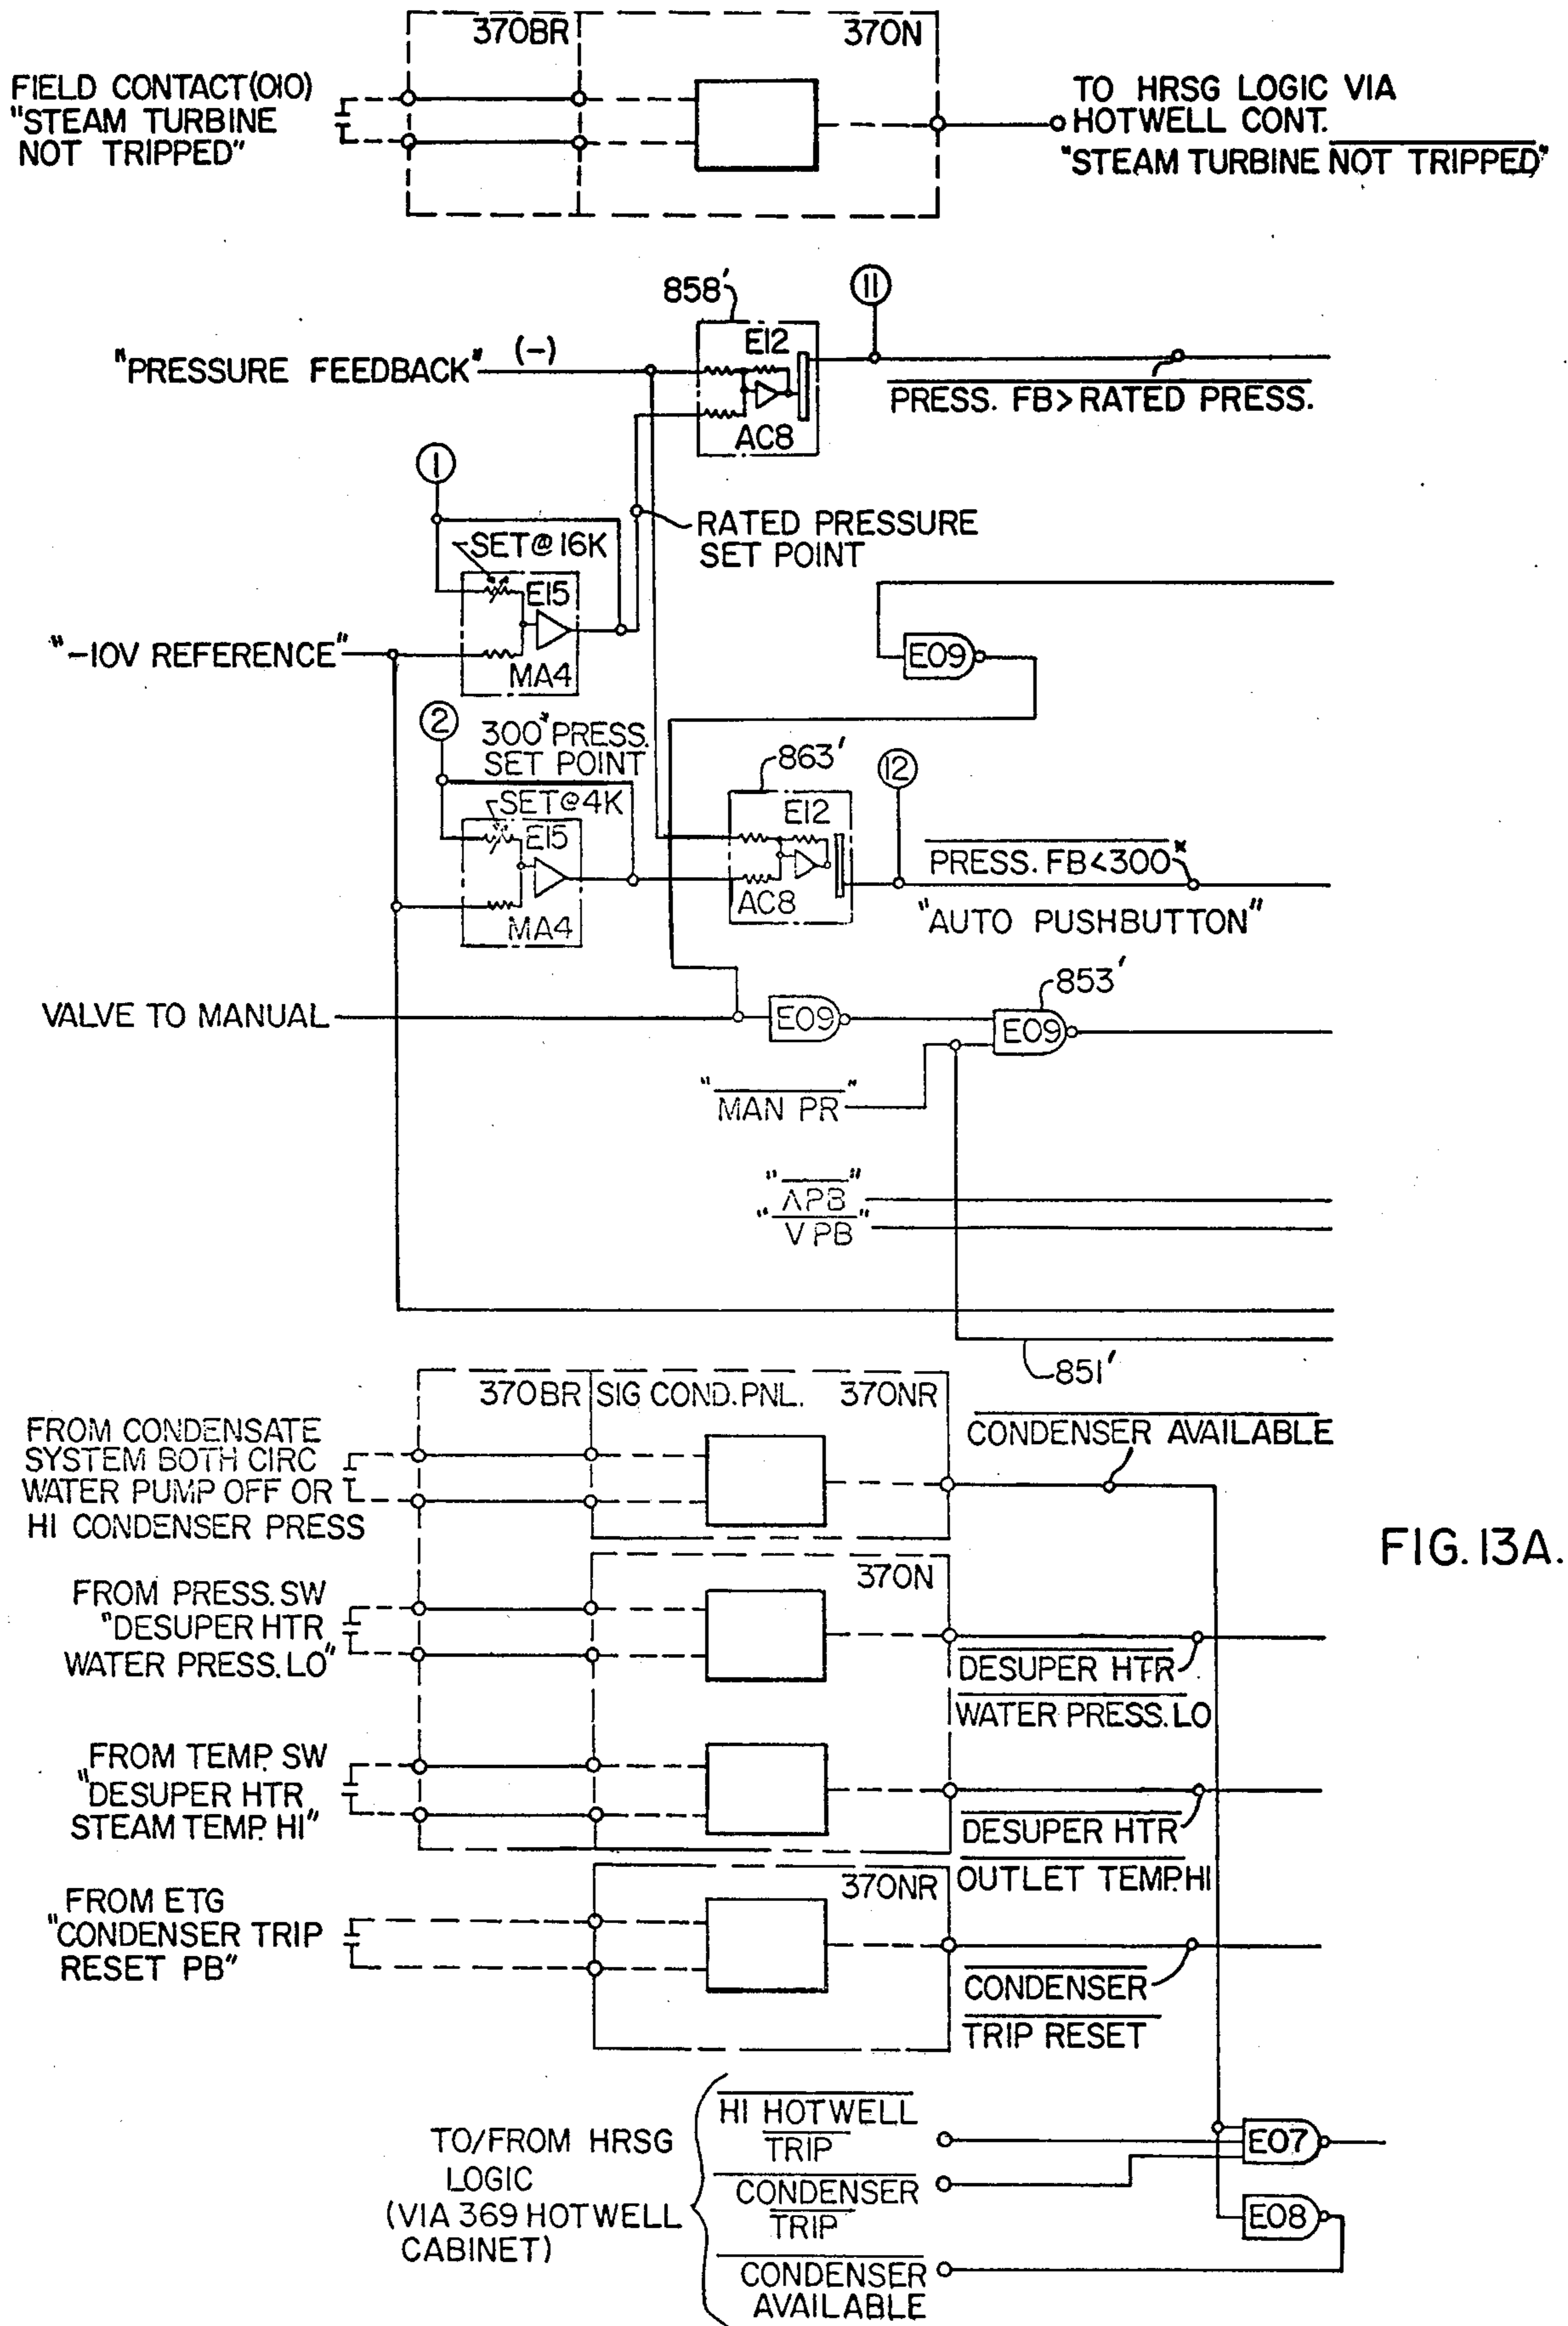 370BR
370N
FIELD CONTACT(010)
"STEAM TURBINE
NOT TRIPPED"
TO HRSG LOGIC VIA
HOTWELL CONT.
"STEAM TURBINE NOT TRIPPED"
858'
11
"PRESSURE FEEDBACK"
(-)
E12
AC8
PRESS. FB>RATED PRESS.
1
SET@16K
E15
MA4
RATED PRESSURE
SET POINT
"-10V REFERENCE"
E09
2
300# PRESS.
SET POINT
SET@4K
E15
MA4
863'
E12
AC8
12
PRESS. FB<300#
"AUTO PUSHBUTTON"
VALVE TO MANUAL
E09
853'
E09
"MAN PR"
"ΛPB"
"VPB"
851'
370BR
SIG COND. PNL.
370NR
FROM CONDENSATE
SYSTEM BOTH CIRC
WATER PUMP OFF OR
HI CONDENSER PRESS
CONDENSER AVAILABLE
FIG. 13A.
370N
FROM PRESS. SW
"DESUPER HTR
WATER PRESS. LO"
DESUPER HTR
WATER PRESS. LO
FROM TEMP. SW
"DESUPER HTR
STEAM TEMP. HI"
DESUPER HTR
OUTLET TEMP. HI
370NR
FROM ETG
"CONDENSER TRIP
RESET PB"
CONDENSER
TRIP RESET
TO/FROM HRSG
LOGIC
(VIA 369 HOTWELL
CABINET)
HI HOTWELL
TRIP
CONDENSER
TRIP
CONDENSER
AVAILABLE
E07
E08